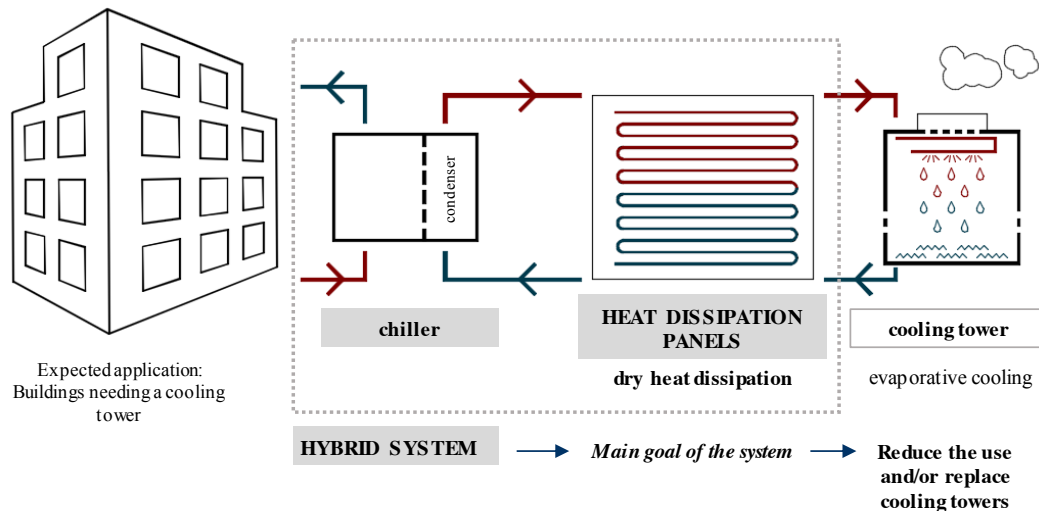 condenser
chiller
HEAT DISSIPATION
PANELS
dry heat dissipation
cooling tower
evaporative cooling
Expected application:
Buildings needing a cooling
tower
HYBRID SYSTEM
Main goal of the system
Reduce the use
and/or replace
cooling towers